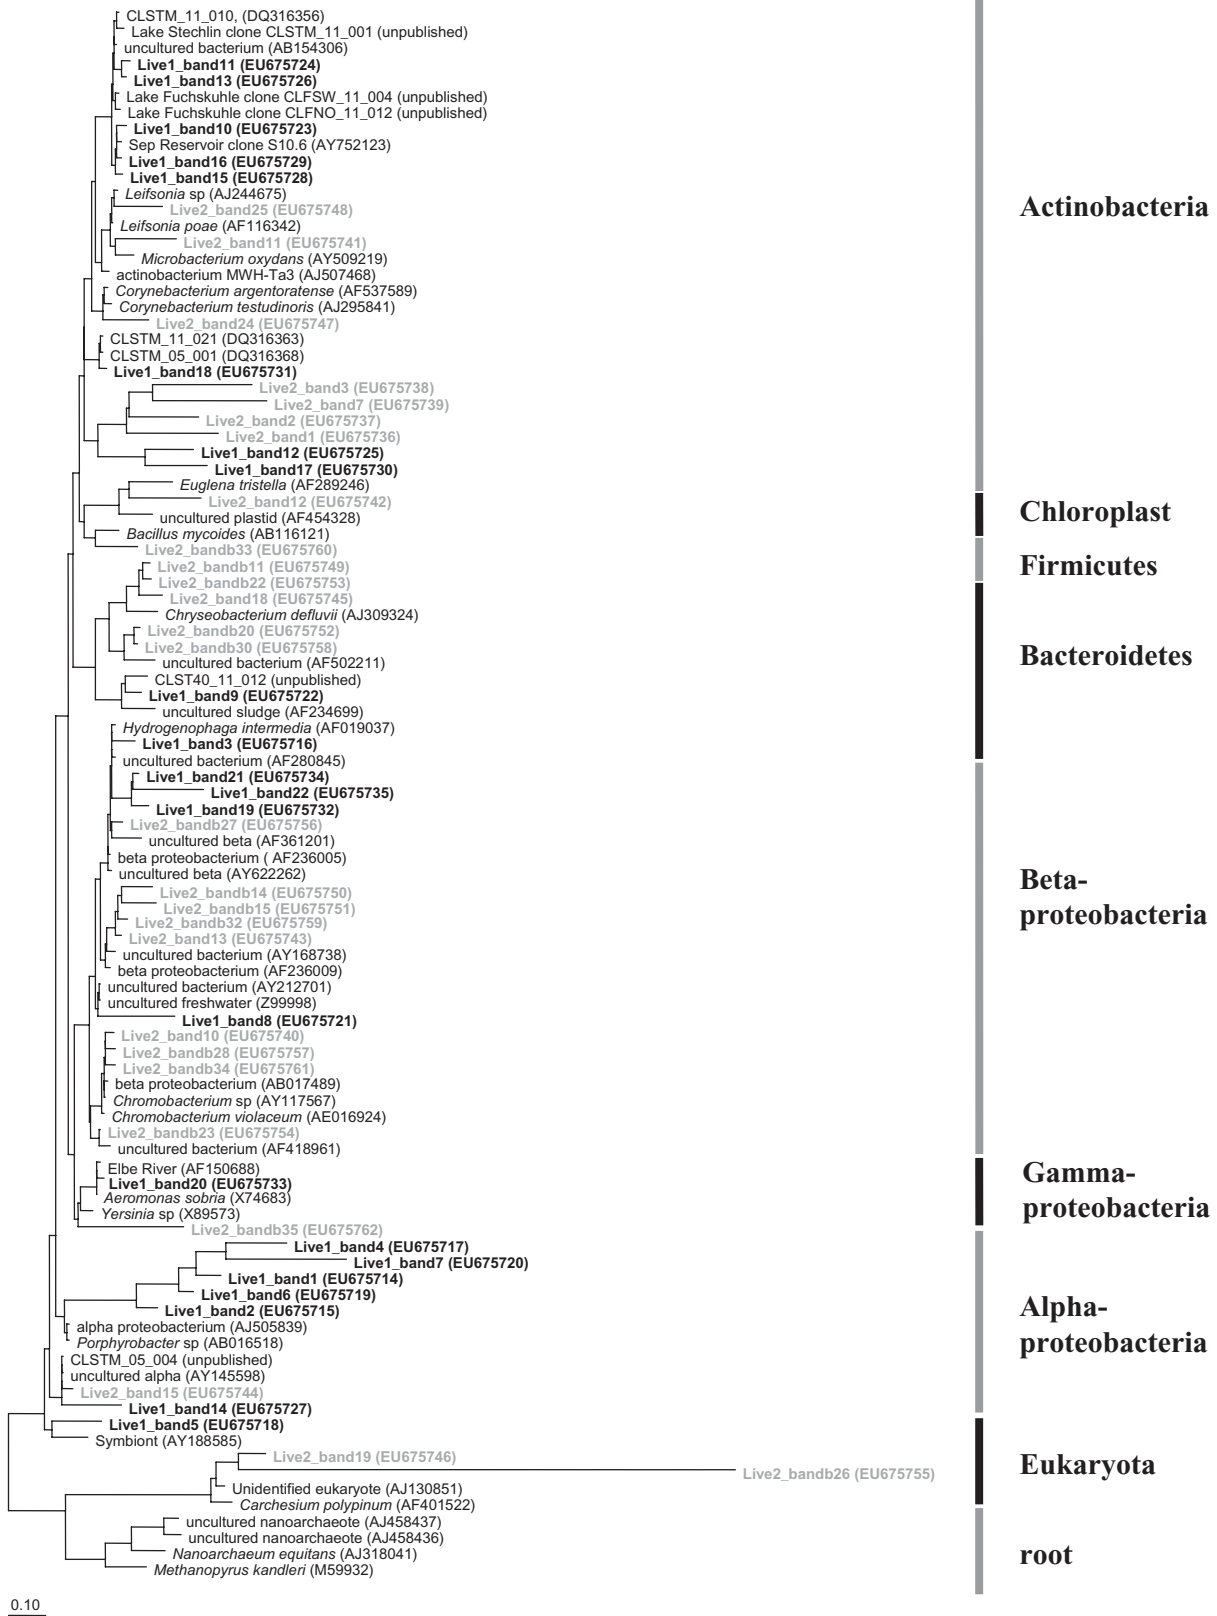 CLSTM_11_010, (DQ316356)
Lake Stechlin clone CLSTM_11_001 (unpublished)
uncultured bacterium (AB154306)
Live1_band11 (EU675724)
Live1_band13 (EU675726)
Lake Fuchskuhle clone CLFSW_11_004 (unpublished)
Lake Fuchskuhle clone CLFNO_11_012 (unpublished)
Live1_band10 (EU675723)
Sep Reservoir clone S10.6 (AY752123)
Live1_band16 (EU675729)
Live1_band15 (EU675728)
Leifsonia sp (AJ244675)
Live2_band25 (EU675748)
Leifsonia poae (AF116342)
Live2_band11 (EU675741)
Microbacterium oxydans (AY509219)
actinobacterium MWH-Ta3 (AJ507468)
Corynebacterium argentoratense (AF537589)
Corynebacterium testudinoris (AJ295841)
Live2_band24 (EU675747)
CLSTM_11_021 (DQ316363)
CLSTM_05_001 (DQ316368)
Live1_band18 (EU675731)
Live2_band3 (EU675738)
Live2_band7 (EU675739)
Live2_band2 (EU675737)
Live2_band1 (EU675736)
Live1_band12 (EU675725)
Live1_band17 (EU675730)
Actinobacteria
Euglena tristella (AF289246)
Live2_band12 (EU675742)
uncultured plastid (AF454328)
Chloroplast
Bacillus mycoides (AB116121)
Live2_bandb33 (EU675760)
Firmicutes
Live2_bandb11 (EU675749)
Live2_bandb22 (EU675753)
Live2_band18 (EU675745)
Chryseobacterium defluvii (AJ309324)
Live2_bandb20 (EU675752)
Live2_bandb30 (EU675758)
uncultured bacterium (AF502211)
CLST40_11_012 (unpublished)
Live1_band9 (EU675722)
uncultured sludge (AF234699)
Bacteroidetes
Hydrogenophaga intermedia (AF019037)
Live1_band3 (EU675716)
uncultured bacterium (AF280845)
Live1_band21 (EU675734)
Live1_band22 (EU675735)
Live1_band19 (EU675732)
Live2_bandb27 (EU675756)
uncultured beta (AF361201)
beta proteobacterium ( AF236005)
uncultured beta (AY622262)
Live2_bandb14 (EU675750)
Live2_bandb15 (EU675751)
Live2_bandb32 (EU675759)
Live2_band13 (EU675743)
uncultured bacterium (AY168738)
beta proteobacterium (AF236009)
uncultured bacterium (AY212701)
uncultured freshwater (Z99998)
Live1_band8 (EU675721)
Live2_band10 (EU675740)
Live2_bandb28 (EU675757)
Live2_bandb34 (EU675761)
beta proteobacterium (AB017489)
Chromobacterium sp (AY117567)
Chromobacterium violaceum (AE016924)
Live2_bandb23 (EU675754)
uncultured bacterium (AF418961)
Beta-
proteobacteria
Elbe River (AF150688)
Live1_band20 (EU675733)
Aeromonas sobria (X74683)
Yersinia sp (X89573)
Live2_bandb35 (EU675762)
Gamma-
proteobacteria
Live1_band4 (EU675717)
Live1_band7 (EU675720)
Live1_band1 (EU675714)
Live1_band6 (EU675719)
Live1_band2 (EU675715)
alpha proteobacterium (AJ505839)
Porphyrobacter sp (AB016518)
CLSTM_05_004 (unpublished)
uncultured alpha (AY145598)
Live2_band15 (EU675744)
Live1_band14 (EU675727)
Alpha-
proteobacteria
Live1_band5 (EU675718)
Symbiont (AY188585)
Live2_band19 (EU675746)
Live2_bandb26 (EU675755)
Unidentified eukaryote (AJ130851)
Carchesium polypinum (AF401522)
Eukaryota
uncultured nanoarchaeote (AJ458437)
uncultured nanoarchaeote (AJ458436)
Nanoarchaeum equitans (AJ318041)
Methanopyrus kandleri (M59932)
root
0.10